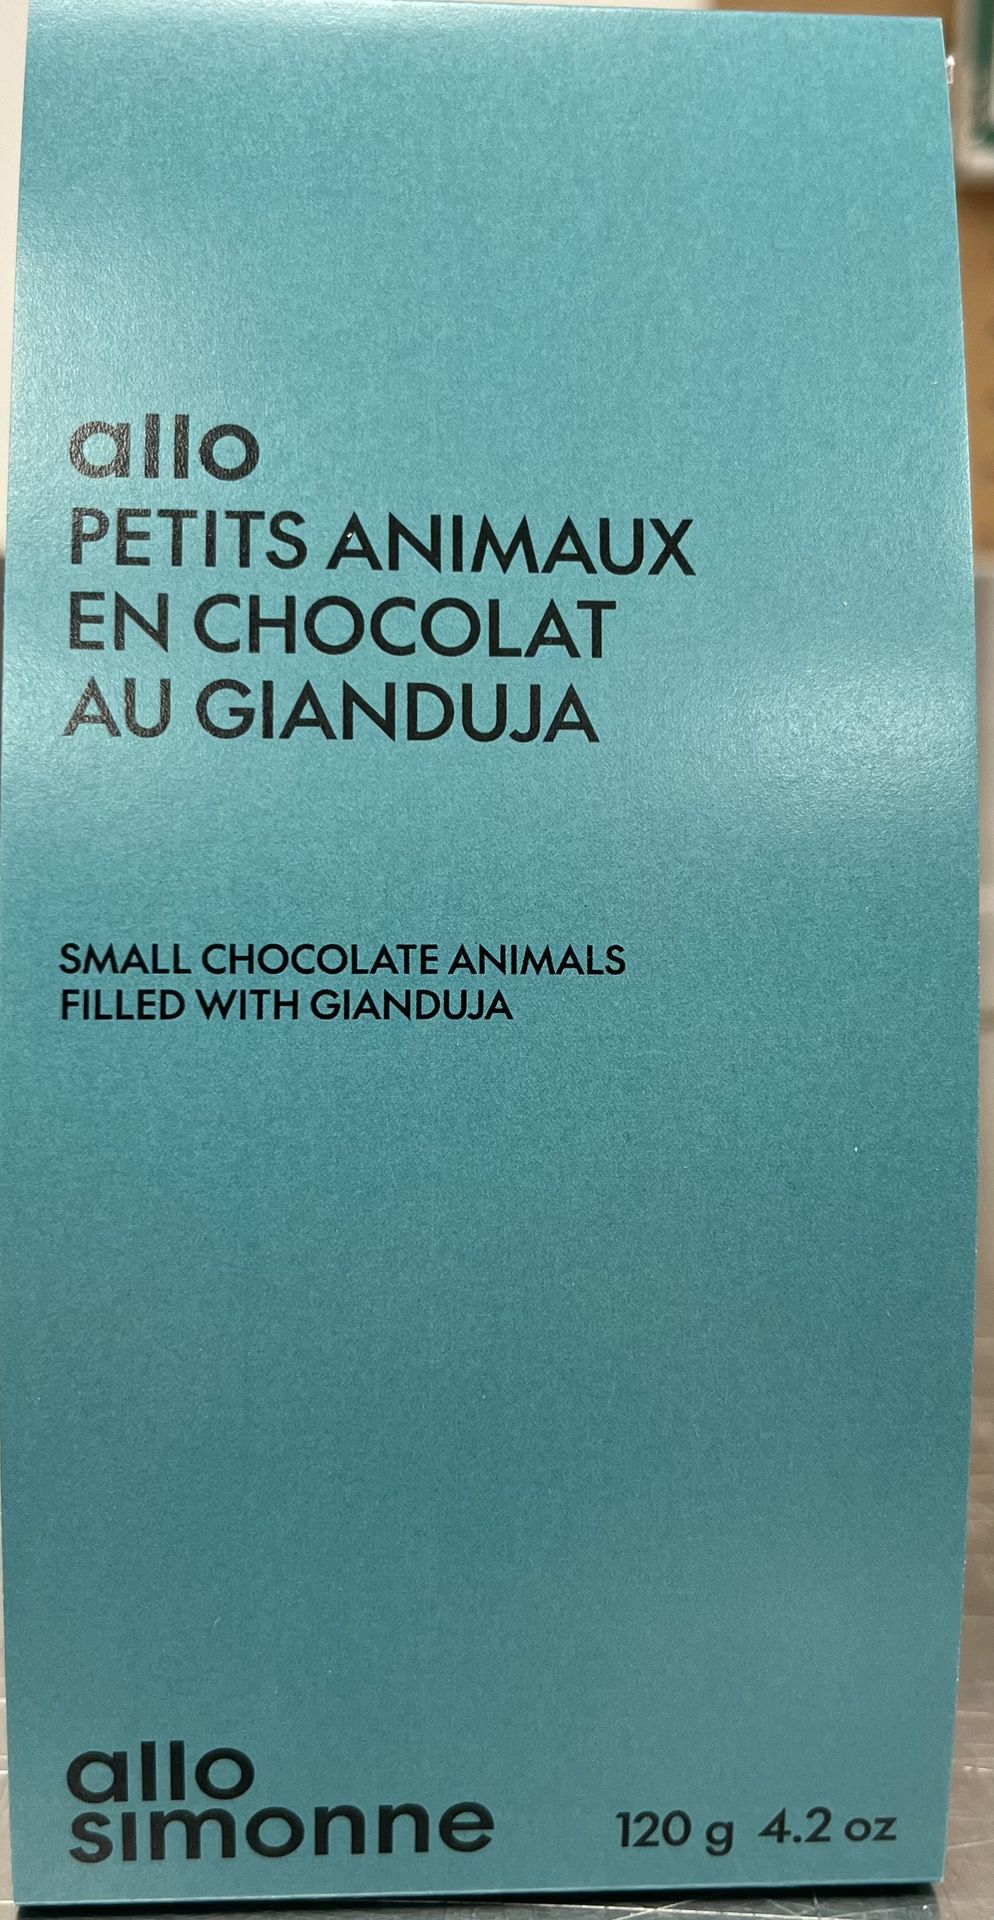 allo
PETITS ANIMAUX
EN CHOCOLAT
AU GIANDUJA
SMALL CHOCOLATE ANIMALS
FILLED WITH GIANDUJA
allo
simonne
120 g 4.2 oz